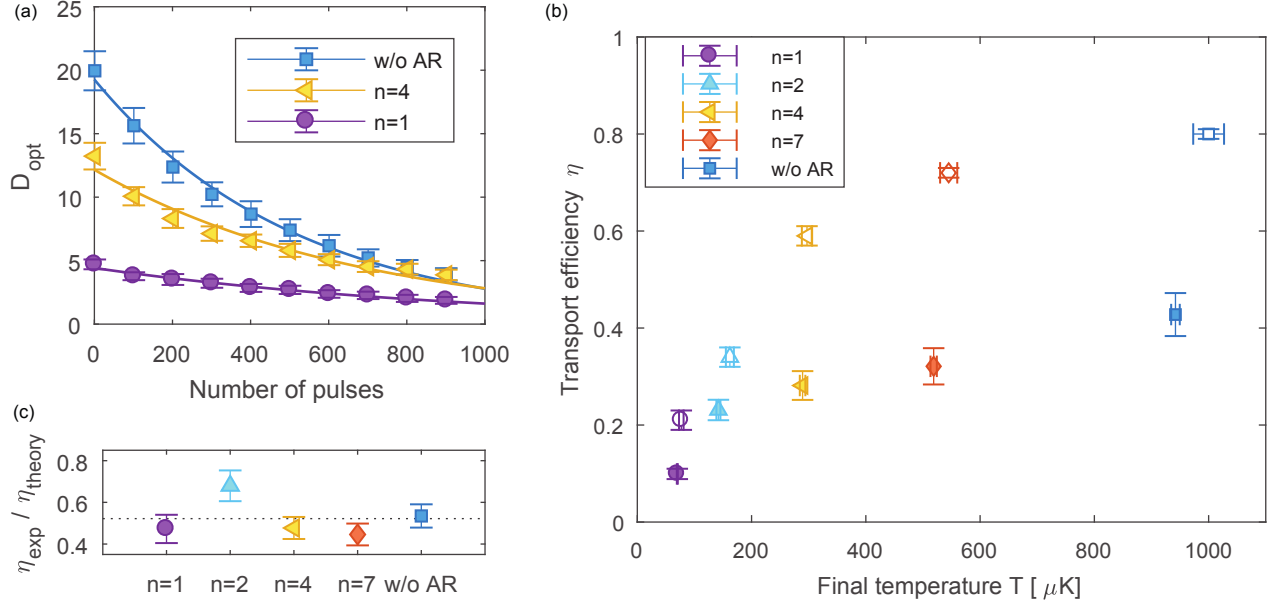 (a)
25
20
15
10
5
0
D_opt
w/o AR
n=4
n=1
0 200 400 600 800 1000
Number of pulses
(b)
1
0.8
0.6
0.4
0.2
0
Transport efficiency η
n=1
n=2
n=4
n=7
w/o AR
0 200 400 600 800 1000
Final temperature T [ μK]
(c)
0.8
0.6
0.4
η_exp / η_theory
n=1 n=2 n=4 n=7 w/o AR